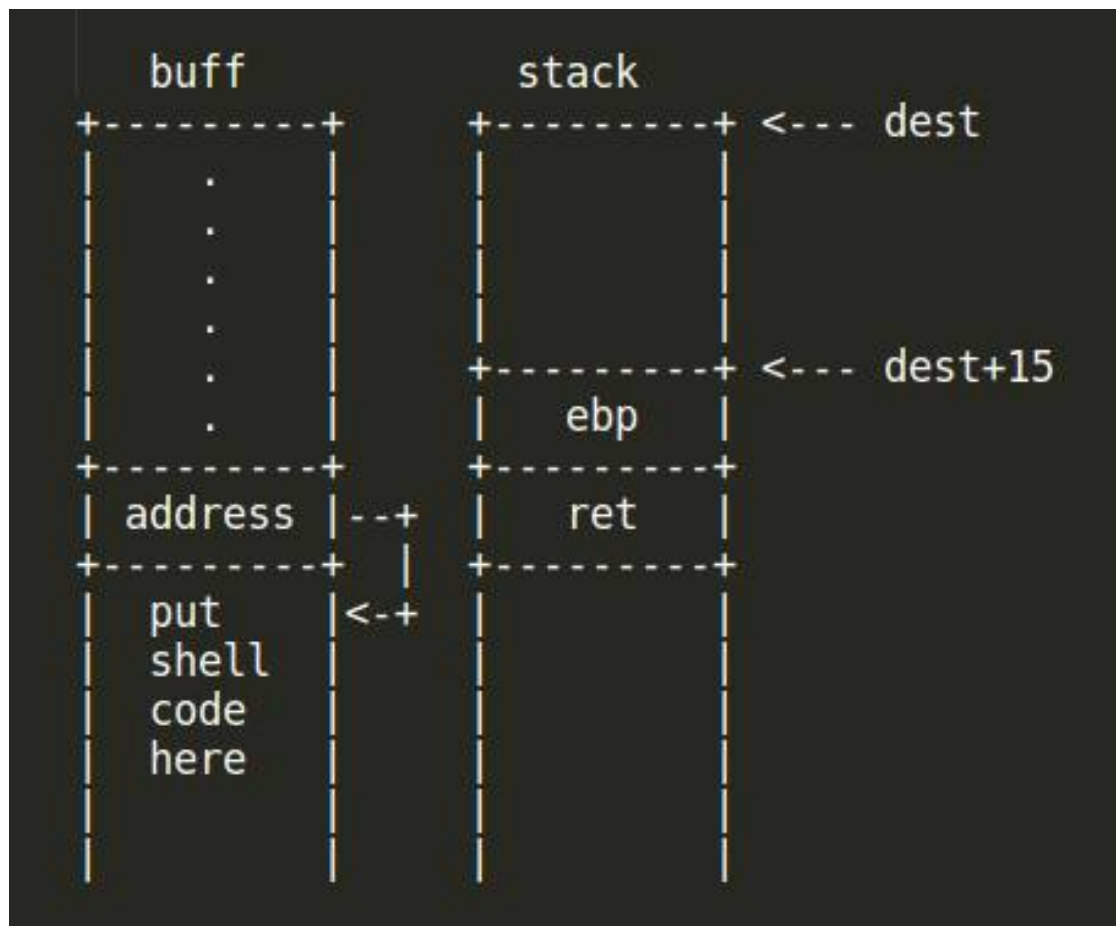 buff stack
+---------+ +---------+ <--- dest
| . | | |
| . | | |
| . | | |
| . | | |
| . | +---------+ <--- dest+15
| . | | ebp |
+---------+ +---------+
| address |--+ | ret |
+---------+ | +---------+
| put |<-+ | |
| shell | | |
| code | | |
| here | | |
| | | |
| | | |